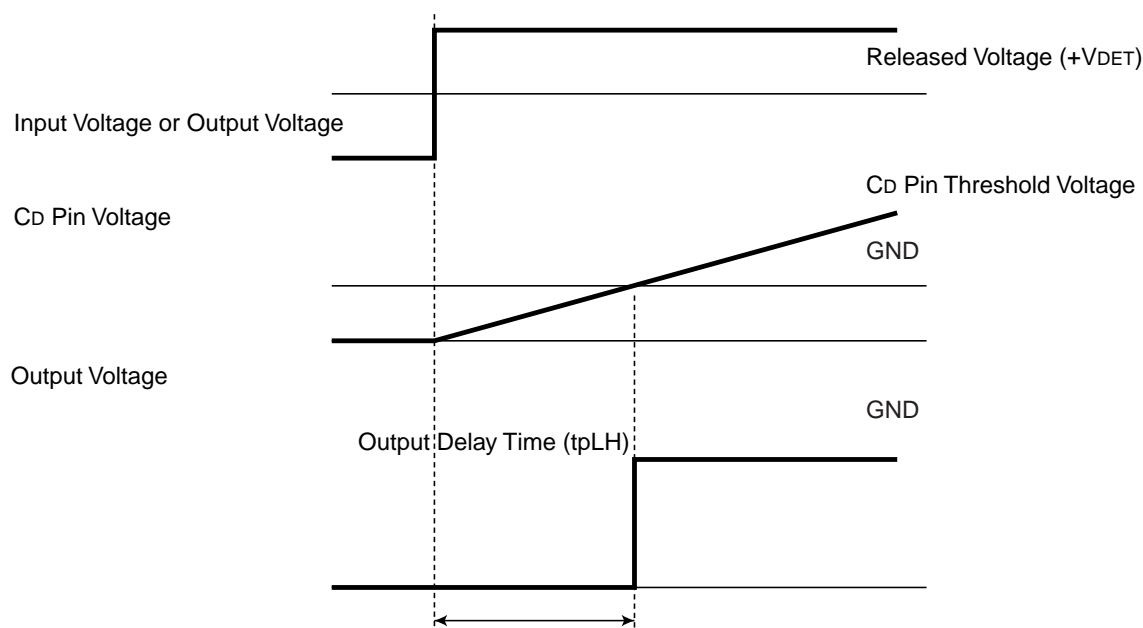 Released Voltage (+VDET)
Input Voltage or Output Voltage
CD Pin Threshold Voltage
CD Pin Voltage
GND
Output Voltage
GND
Output Delay Time (tpLH)